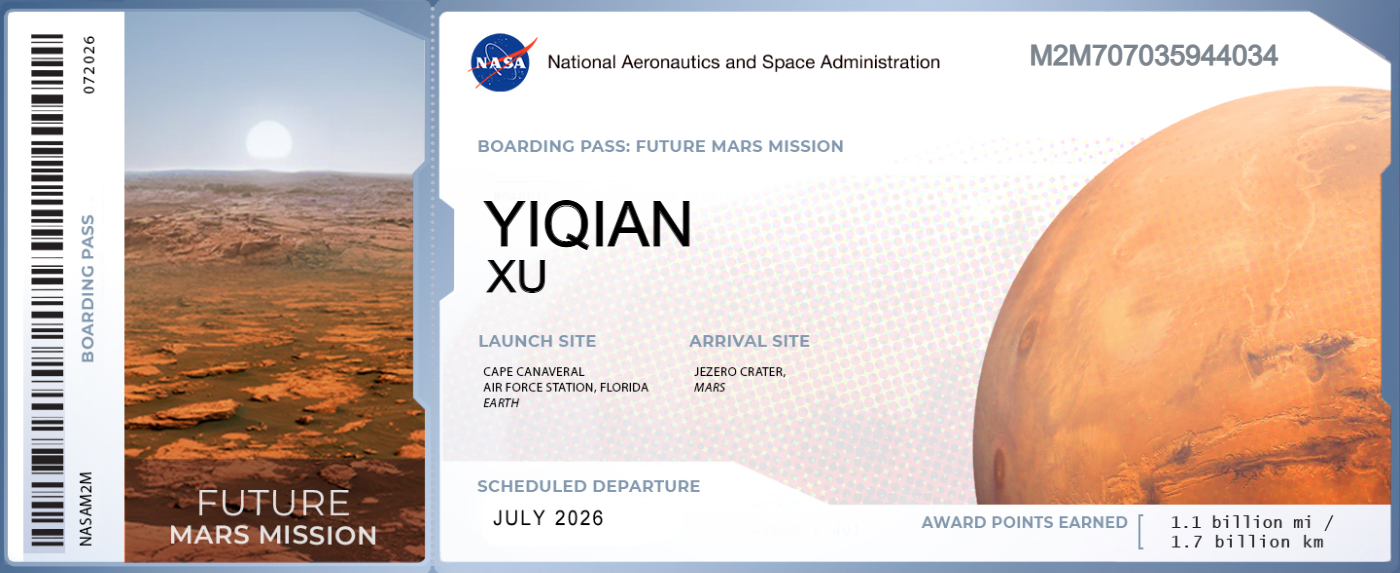 072026
BOARDING PASS
NASAM2M
FUTURE
MARS MISSION
NASA
National Aeronautics and Space Administration
M2M707035944034
BOARDING PASS: FUTURE MARS MISSION
YIQIAN
XU
LAUNCH SITE
CAPE CANAVERAL
AIR FORCE STATION, FLORIDA
EARTH
ARRIVAL SITE
JEZERO CRATER,
MARS
SCHEDULED DEPARTURE
JULY 2026
AWARD POINTS EARNED
1.1 billion mi /
1.7 billion km